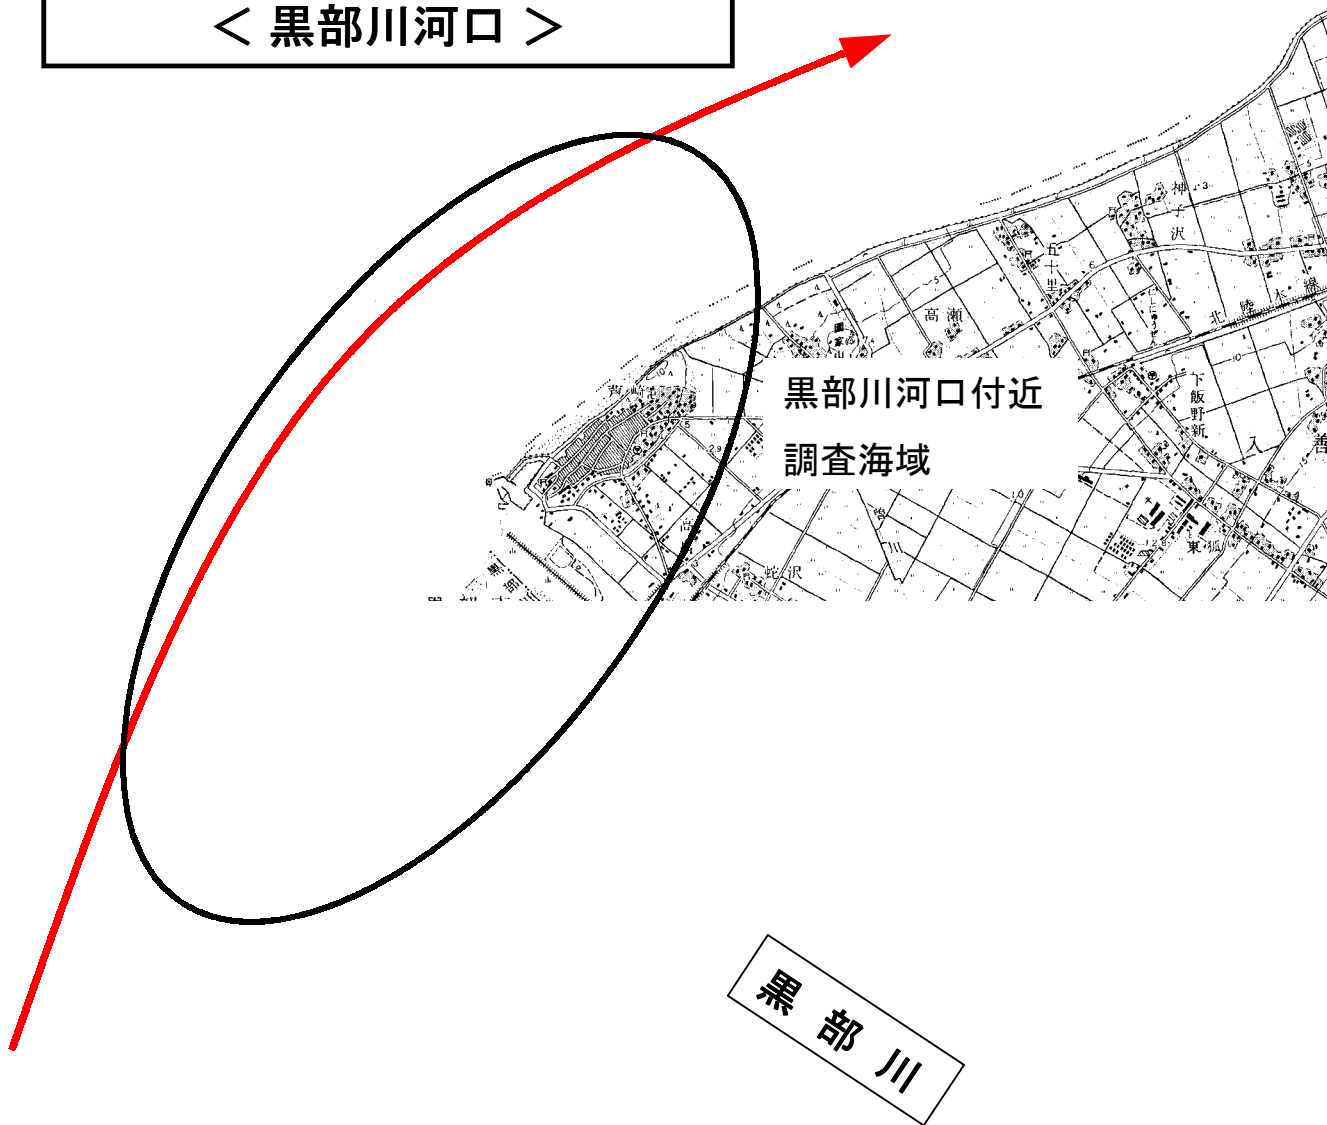 ＜ 黒部川河口 ＞
神子沢
五十里
高瀬
北陸本線
黒部川河口付近
調査海域
下飯野新
入善
東狐
蛇沢
黒部川